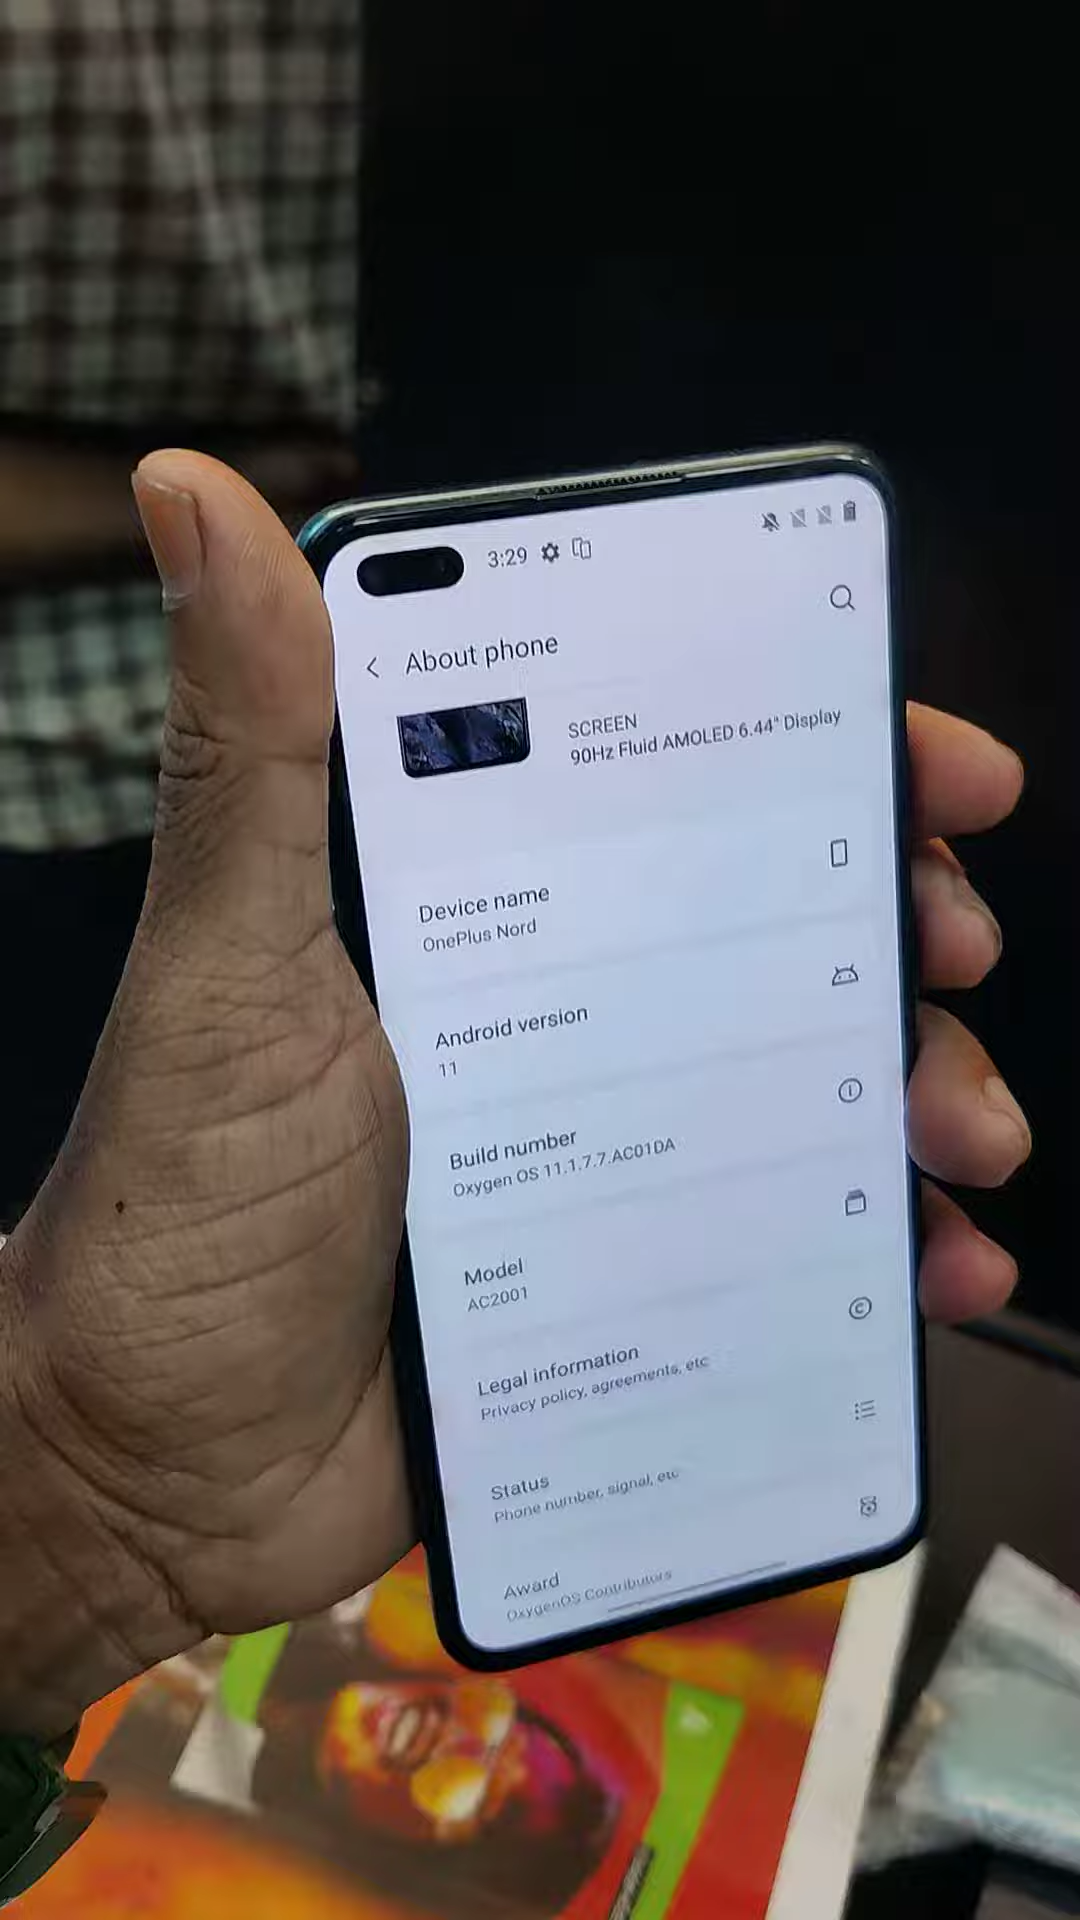 3:29
About phone
SCREEN
90Hz Fluid AMOLED 6.44" Display
Device name
OnePlus Nord
Android version
11
Build number
Oxygen OS 11.1.7.7.AC01DA
Model
AC2001
Legal information
Privacy policy, agreements, etc
Status
Phone number, signal, etc
Award
OxygenOS Contributors